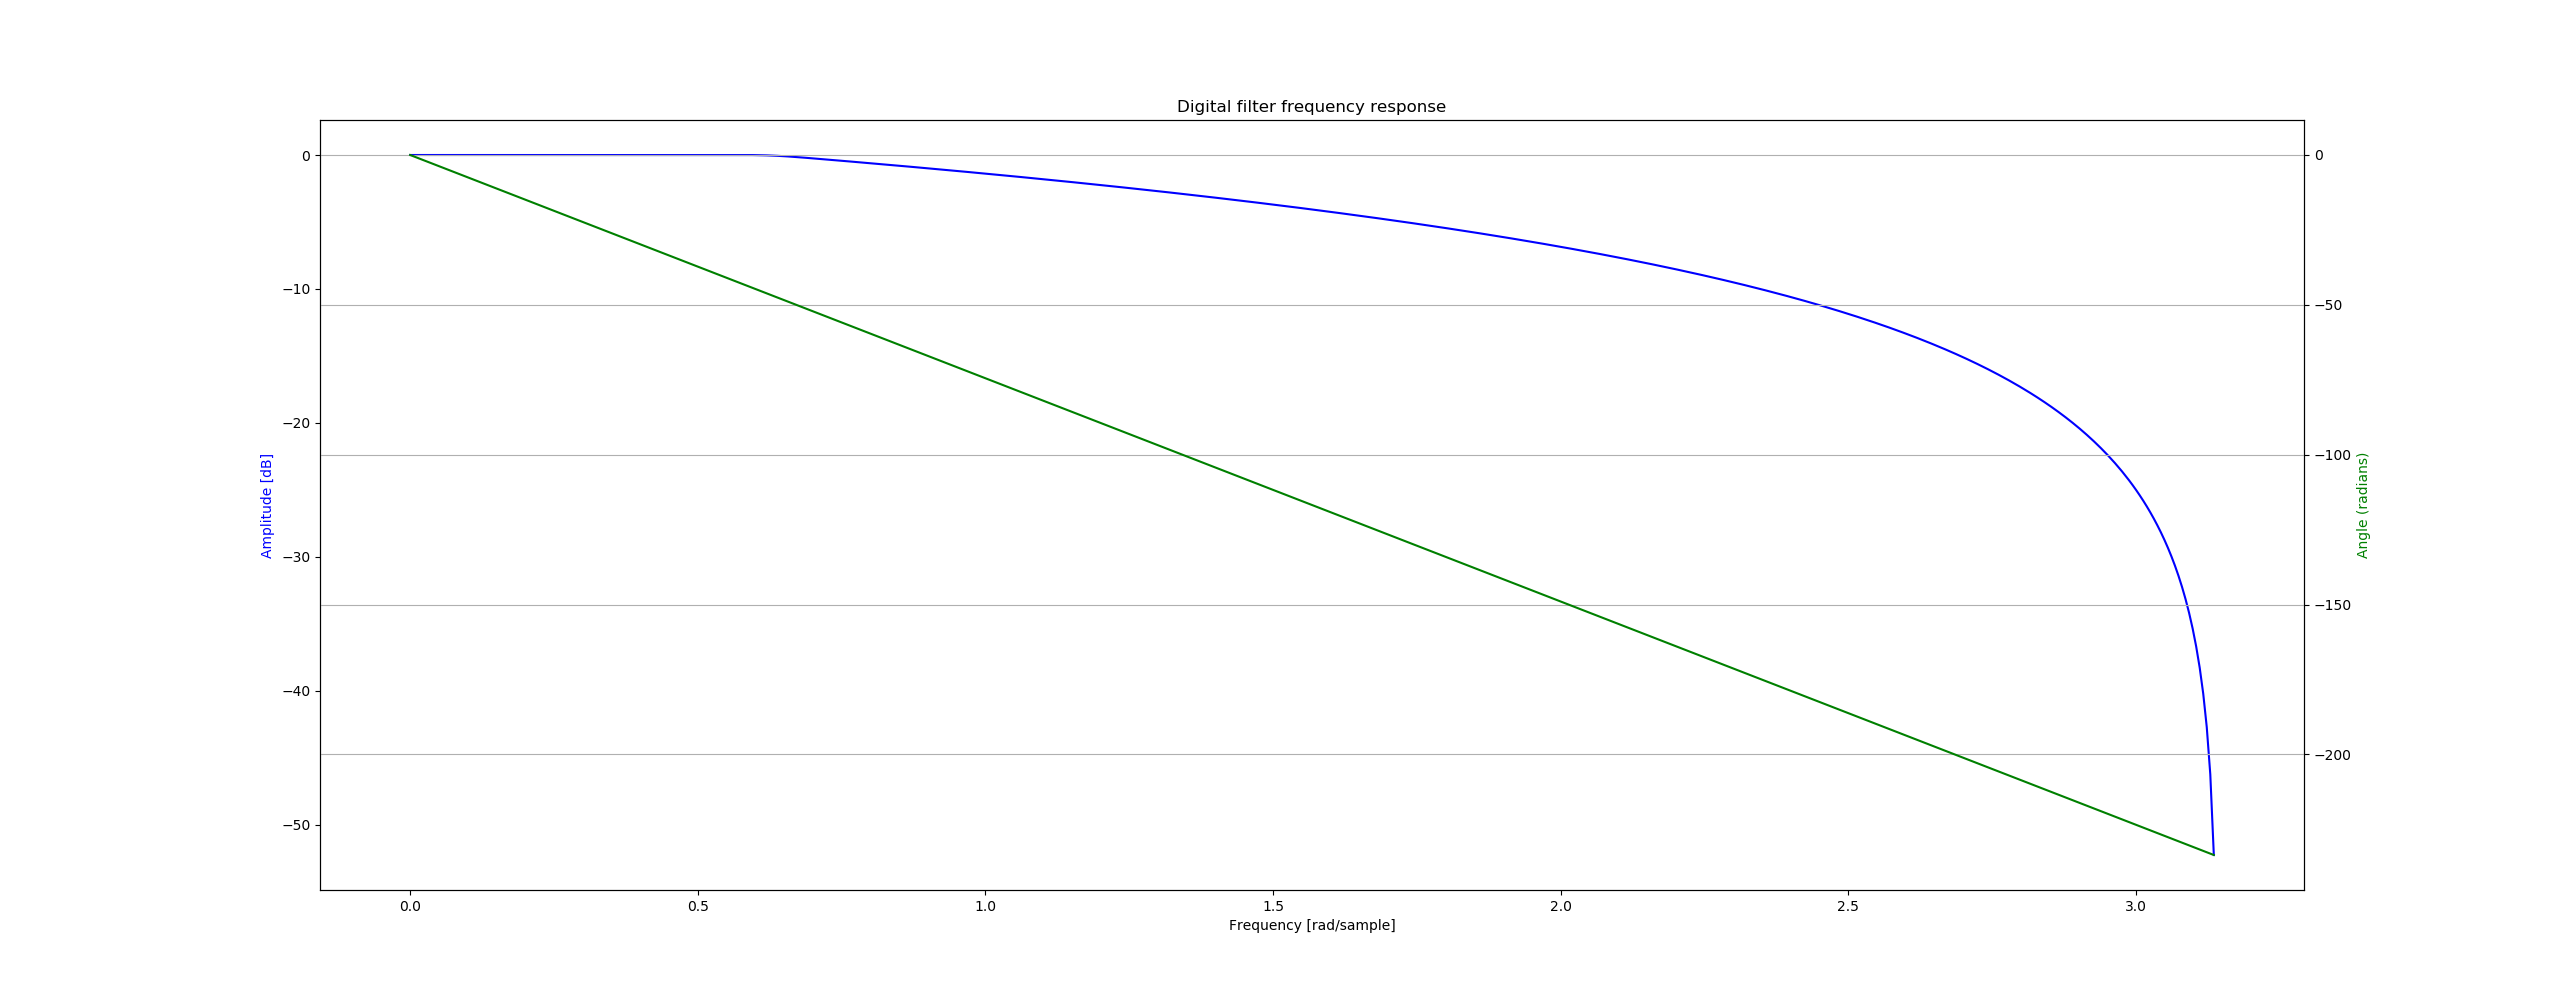 Digital filter frequency response
0
−10
−20
−30
−40
−50
Amplitude [dB]
0
−50
−100
−150
−200
Angle (radians)
0.0 0.5 1.0 1.5 2.0 2.5 3.0
Frequency [rad/sample]